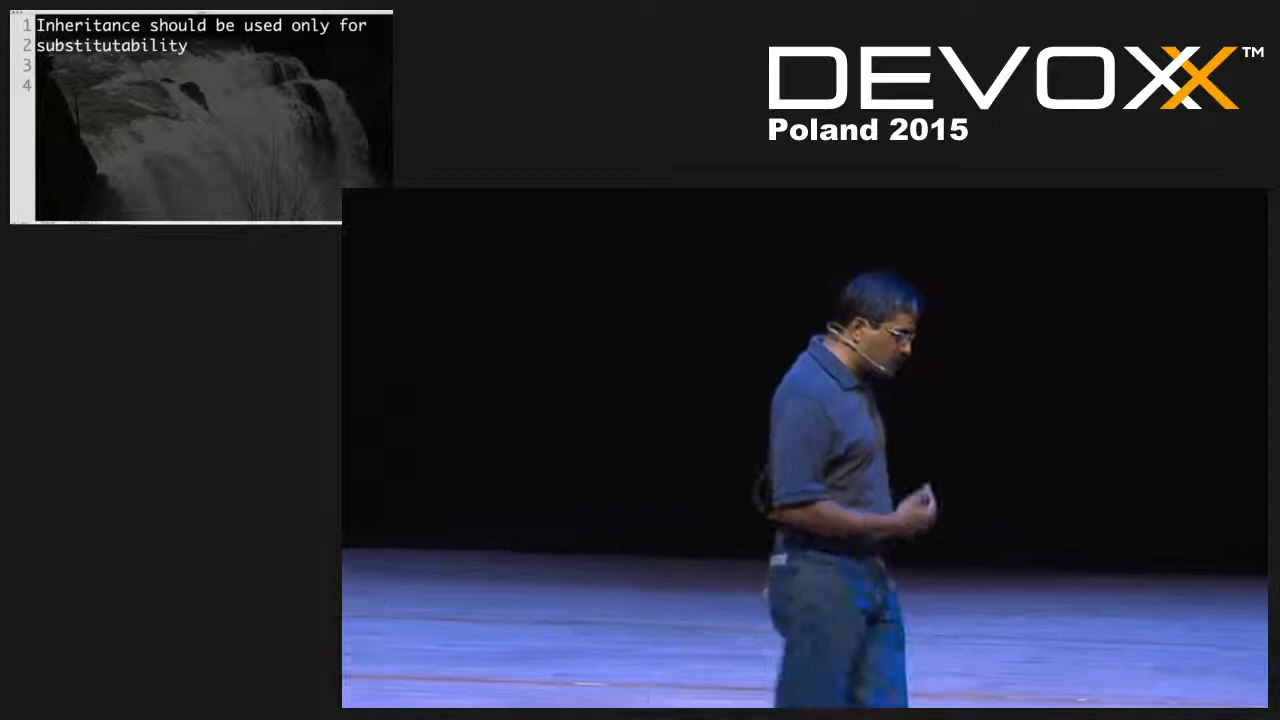 1 Inheritance should be used only for
2 substitutability
3
4
DEVOXX™
Poland 2015